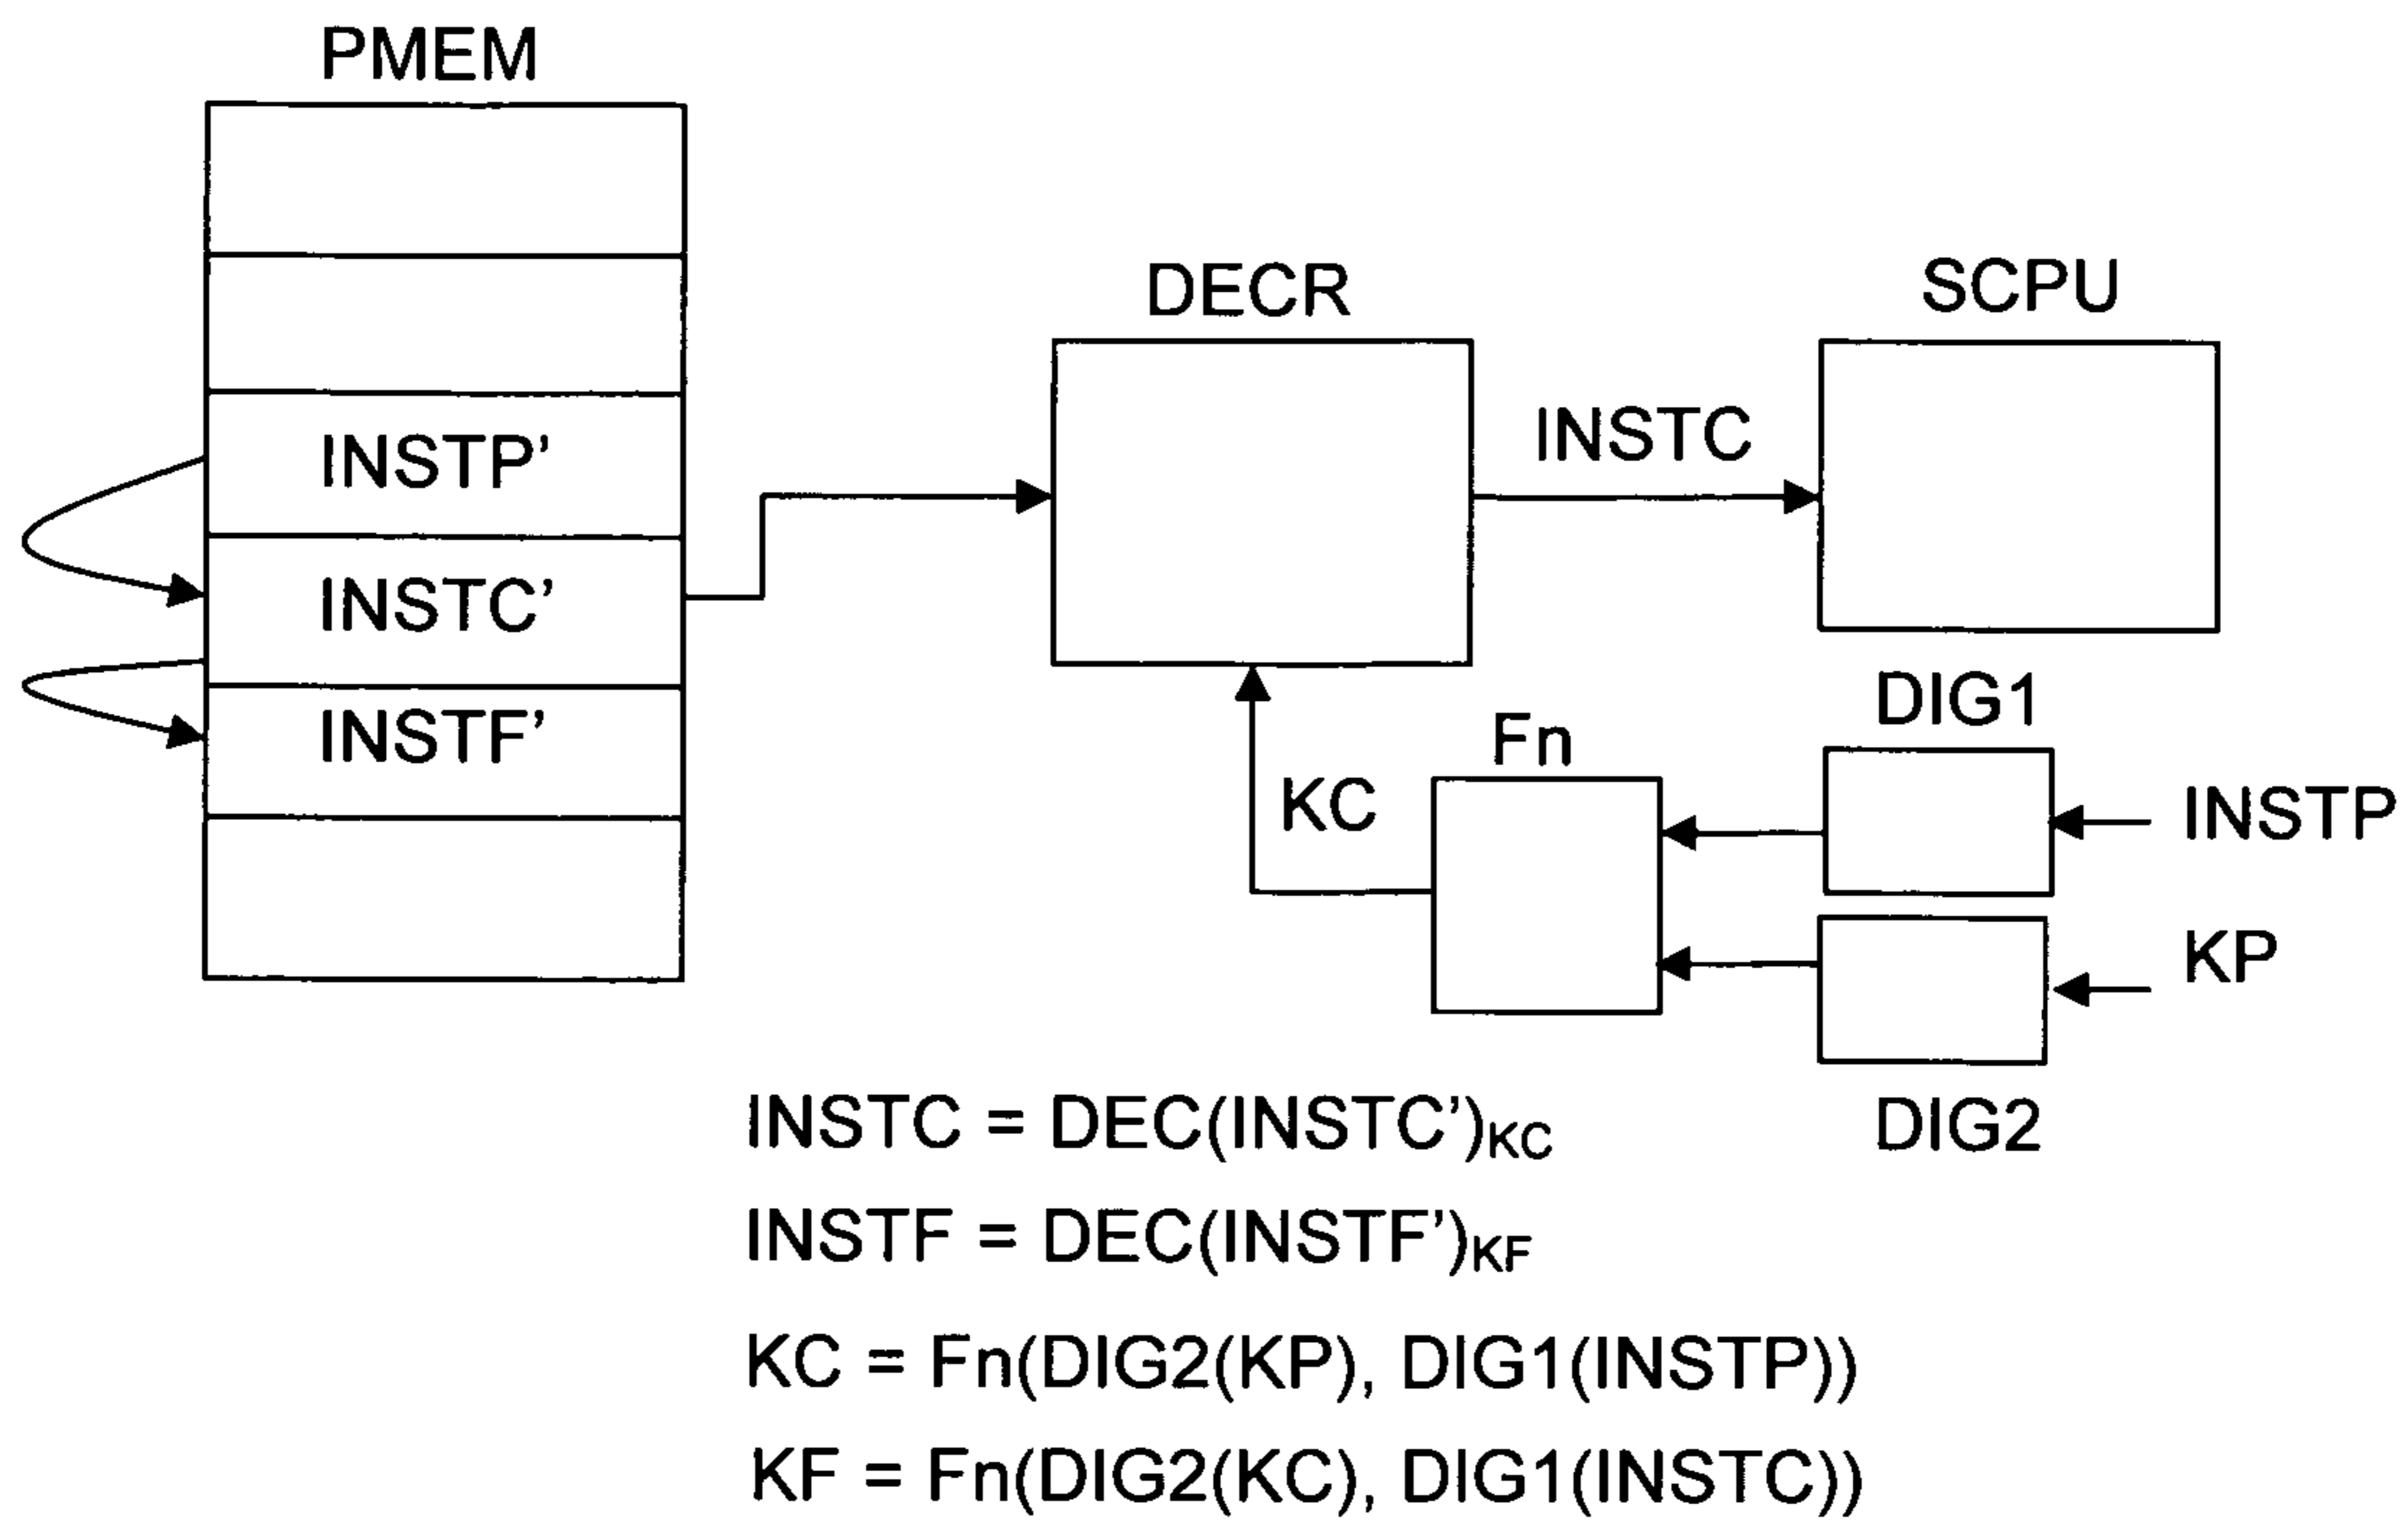 PMEM
INSTP’
INSTC’
INSTF’
DECR
SCPU
INSTC
KC
Fn
DIG1
INSTP
KP
DIG2
INSTC = DEC(INSTC’)KC
INSTF = DEC(INSTF’)KF
KC = Fn(DIG2(KP), DIG1(INSTP))
KF = Fn(DIG2(KC), DIG1(INSTC))